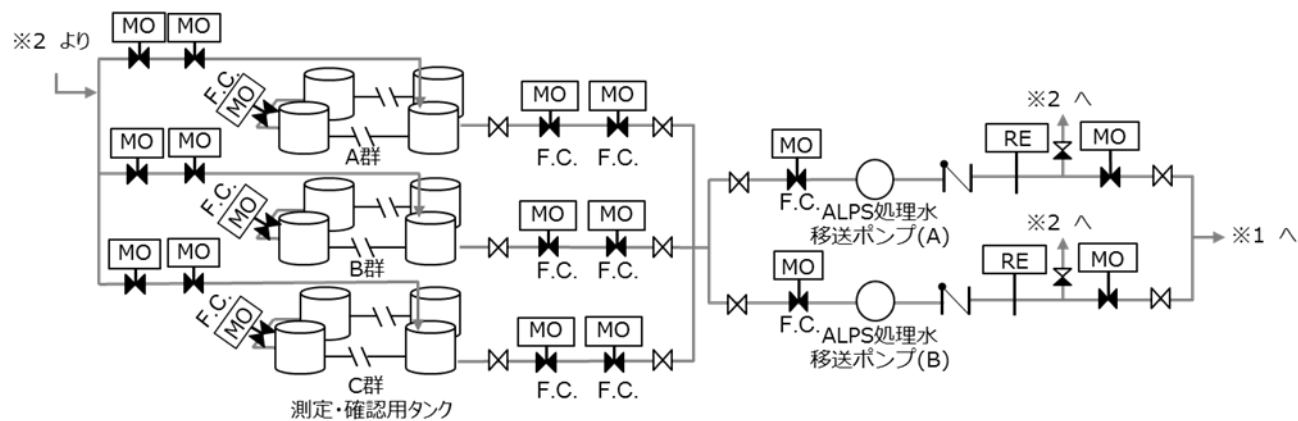 ※2 より
MO MO
F.C.
MO
A群
MO MO
F.C. F.C.
MO MO
F.C.
MO
B群
MO MO
F.C. F.C.
MO MO
F.C.
MO
C群
測定・確認用タンク
MO MO
F.C. F.C.
※2 へ
MO
RE
MO
F.C.
ALPS処理水
移送ポンプ(A)
※2 へ
MO
RE
MO
F.C.
ALPS処理水
移送ポンプ(B)
※1 へ